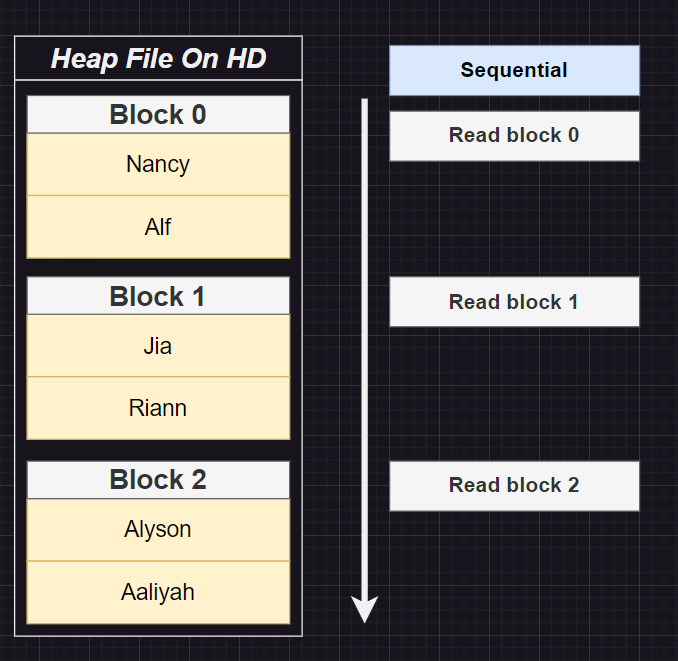 Heap File On HD
Block 0
Nancy
Alf
Block 1
Jia
Riann
Block 2
Alyson
Aaliyah
Sequential
Read block 0
Read block 1
Read block 2